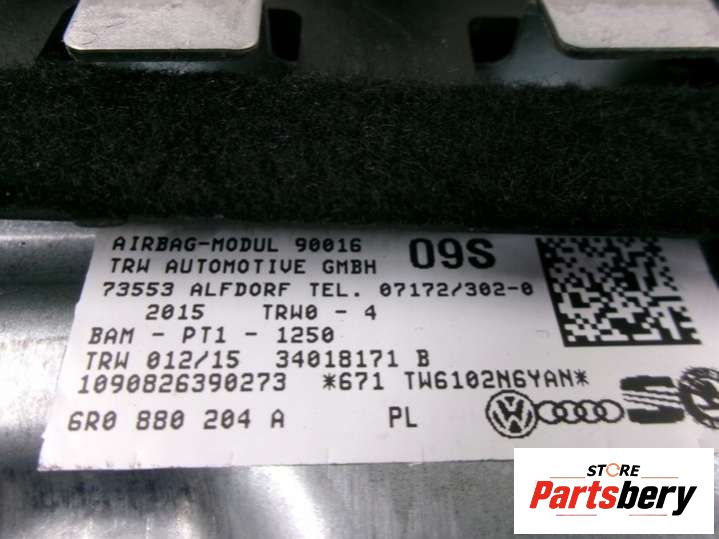 AIRBAG-MODUL 90016 09S
TRW AUTOMOTIVE GMBH
73553 ALFDORF TEL. 07172/302-0
2015 TRW0 - 4
BAM - PT1 - 1250
TRW 012/15 34018171 B
1090826390273 *671 TW6102N6YAN*
6R0 880 204 A PL
STORE
Partsbery